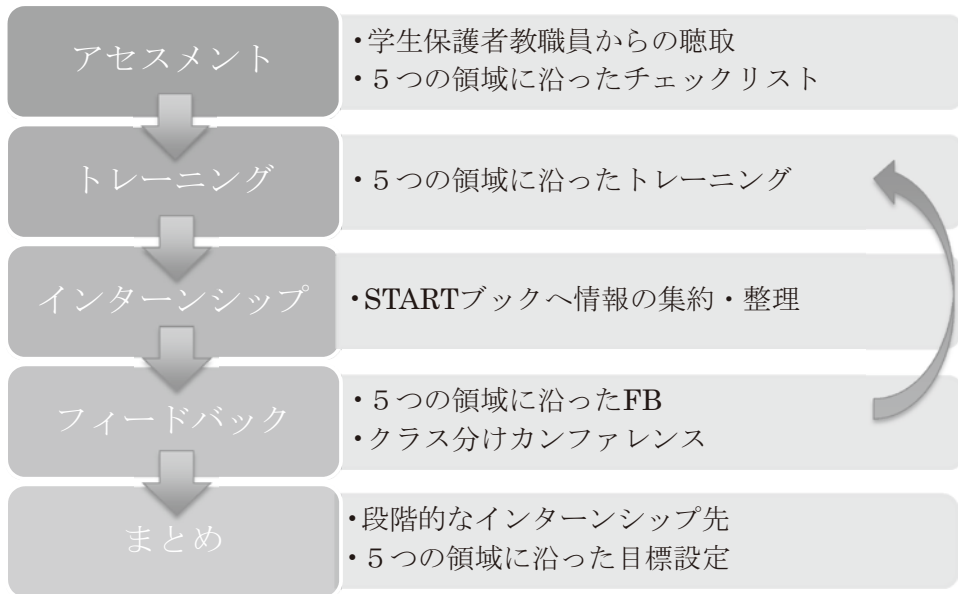 アセスメント
・学生保護者教職員からの聴取
・５つの領域に沿ったチェックリスト
トレーニング
・５つの領域に沿ったトレーニング
インターンシップ
・STARTブックへ情報の集約・整理
フィードバック
・５つの領域に沿ったFB
・クラス分けカンファレンス
まとめ
・段階的なインターンシップ先
・５つの領域に沿った目標設定